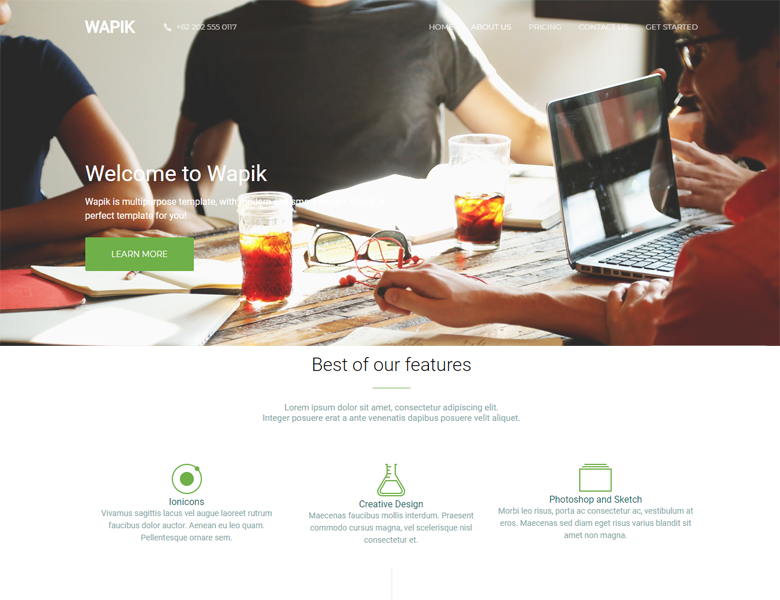 WAPIK
+62 202 555 0117
HOME
ABOUT US
PRICING
CONTACT US
GET STARTED
Welcome to Wapik
Wapik is multipurpose template, with modern
perfect template for you!
LEARN MORE
Best of our features
Lorem ipsum dolor sit amet, consectetur adipiscing elit.
Integer posuere erat a ante venenatis dapibus posuere velit aliquet.
Ionicons
Vivamus sagittis lacus vel augue laoreet rutrum
faucibus dolor auctor. Aenean eu leo quam.
Pellentesque ornare sem.
Creative Design
Maecenas faucibus mollis interdum. Praesent
commodo cursus magna, vel scelerisque nisl
consectetur et.
Photoshop and Sketch
Morbi leo risus, porta ac consectetur ac, vestibulum at
eros. Maecenas sed diam eget risus varius blandit sit
amet non magna.